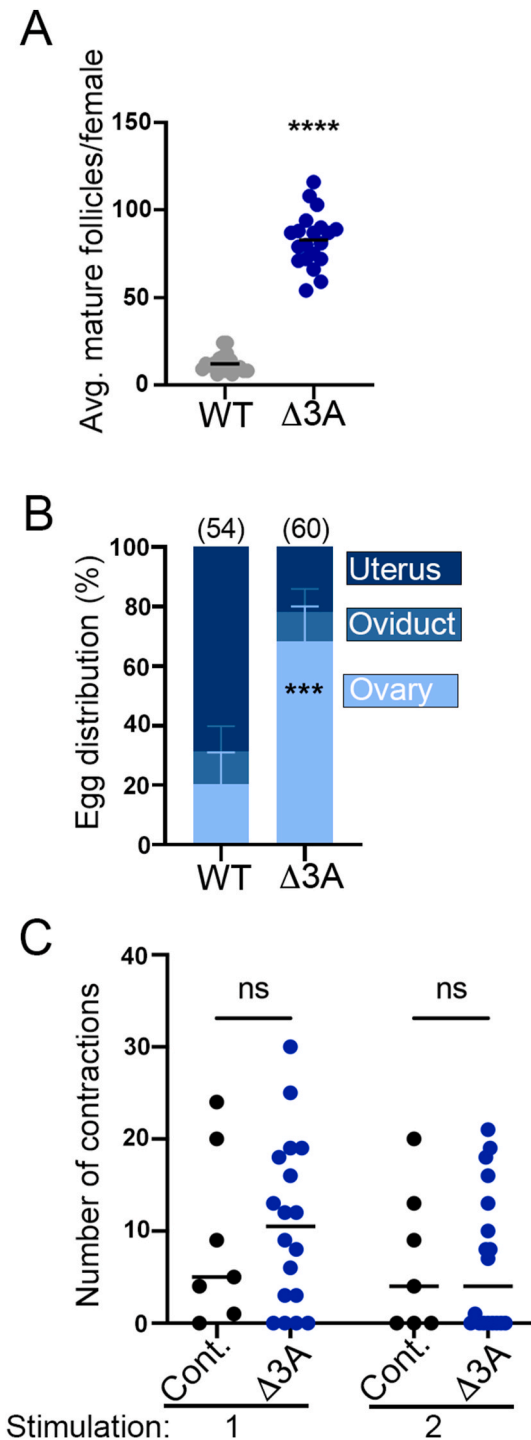 A
Avg. mature follicles/female
150
100
50
0
****
WT
Δ3A
B
Egg distribution (%)
(54)
(60)
100
80
60
40
20
0
Uterus
Oviduct
Ovary
***
WT
Δ3A
C
Number of contractions
40
30
20
10
0
ns
ns
Cont.
Δ3A
Cont.
Δ3A
Stimulation:
1
2